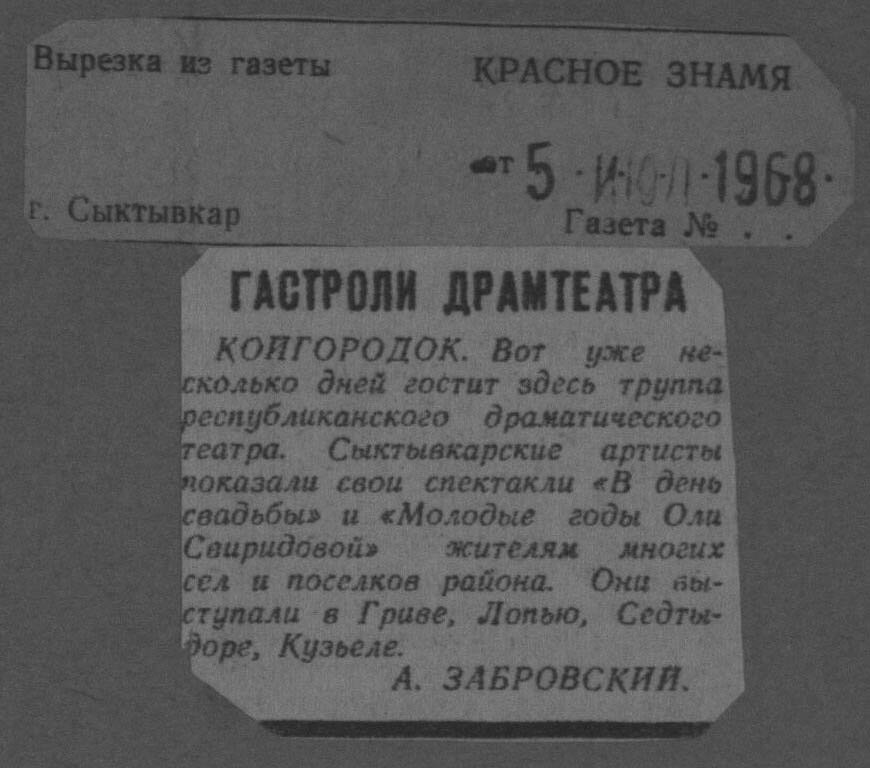 Вырезка из газеты
КРАСНОЕ ЗНАМЯ
от 5 · ИЮЛ · 1968 ·
г. Сыктывкар
Газета № . .
ГАСТРОЛИ ДРАМТЕАТРА
КОЙГОРОДОК. Вот уже не-
сколько дней гостит здесь труппа
республиканского драматического
театра. Сыктывкарские артисты
показали свои спектакли «В день
свадьбы» и «Молодые годы Оли
Свиридовой» жителям многих
сел и поселков района. Они вы-
ступали в Гриве, Лопью, Седты-
доре, Кузьеле.
А. ЗАБРОВСКИЙ.